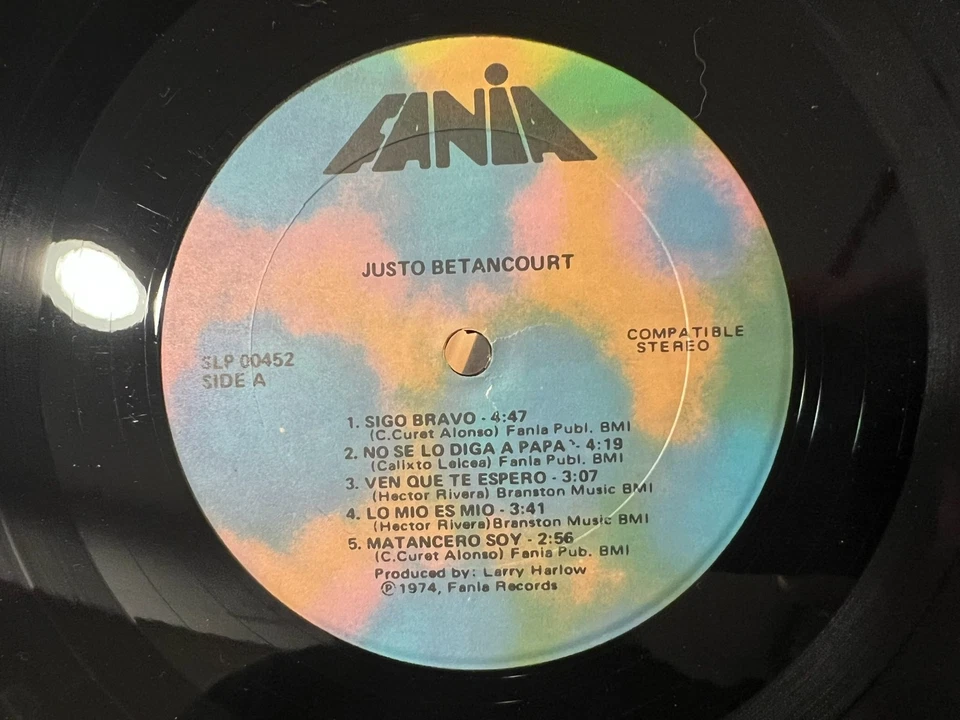 FANIA
JUSTO BETANCOURT
COMPATIBLE
STEREO
SLP 00452
SIDE A
1. SIGO BRAVO - 4:47
(C.Curet Alonso) Fania Publ. BMI
2. NO SE LO DIGA A PAPA - 4:19
(Calixto Leicea) Fania Publ. BMI
3. VEN QUE TE ESPERO - 3:07
(Hector Rivera) Branston Music BMI
4. LO MIO ES MIO - 3:41
(Hector Rivera)Branston Music BMI
5. MATANCERO SOY - 2:56
(C.Curet Alonso) Fania Pub. BMI
Produced by: Larry Harlow
Ⓟ 1974, Fania Records